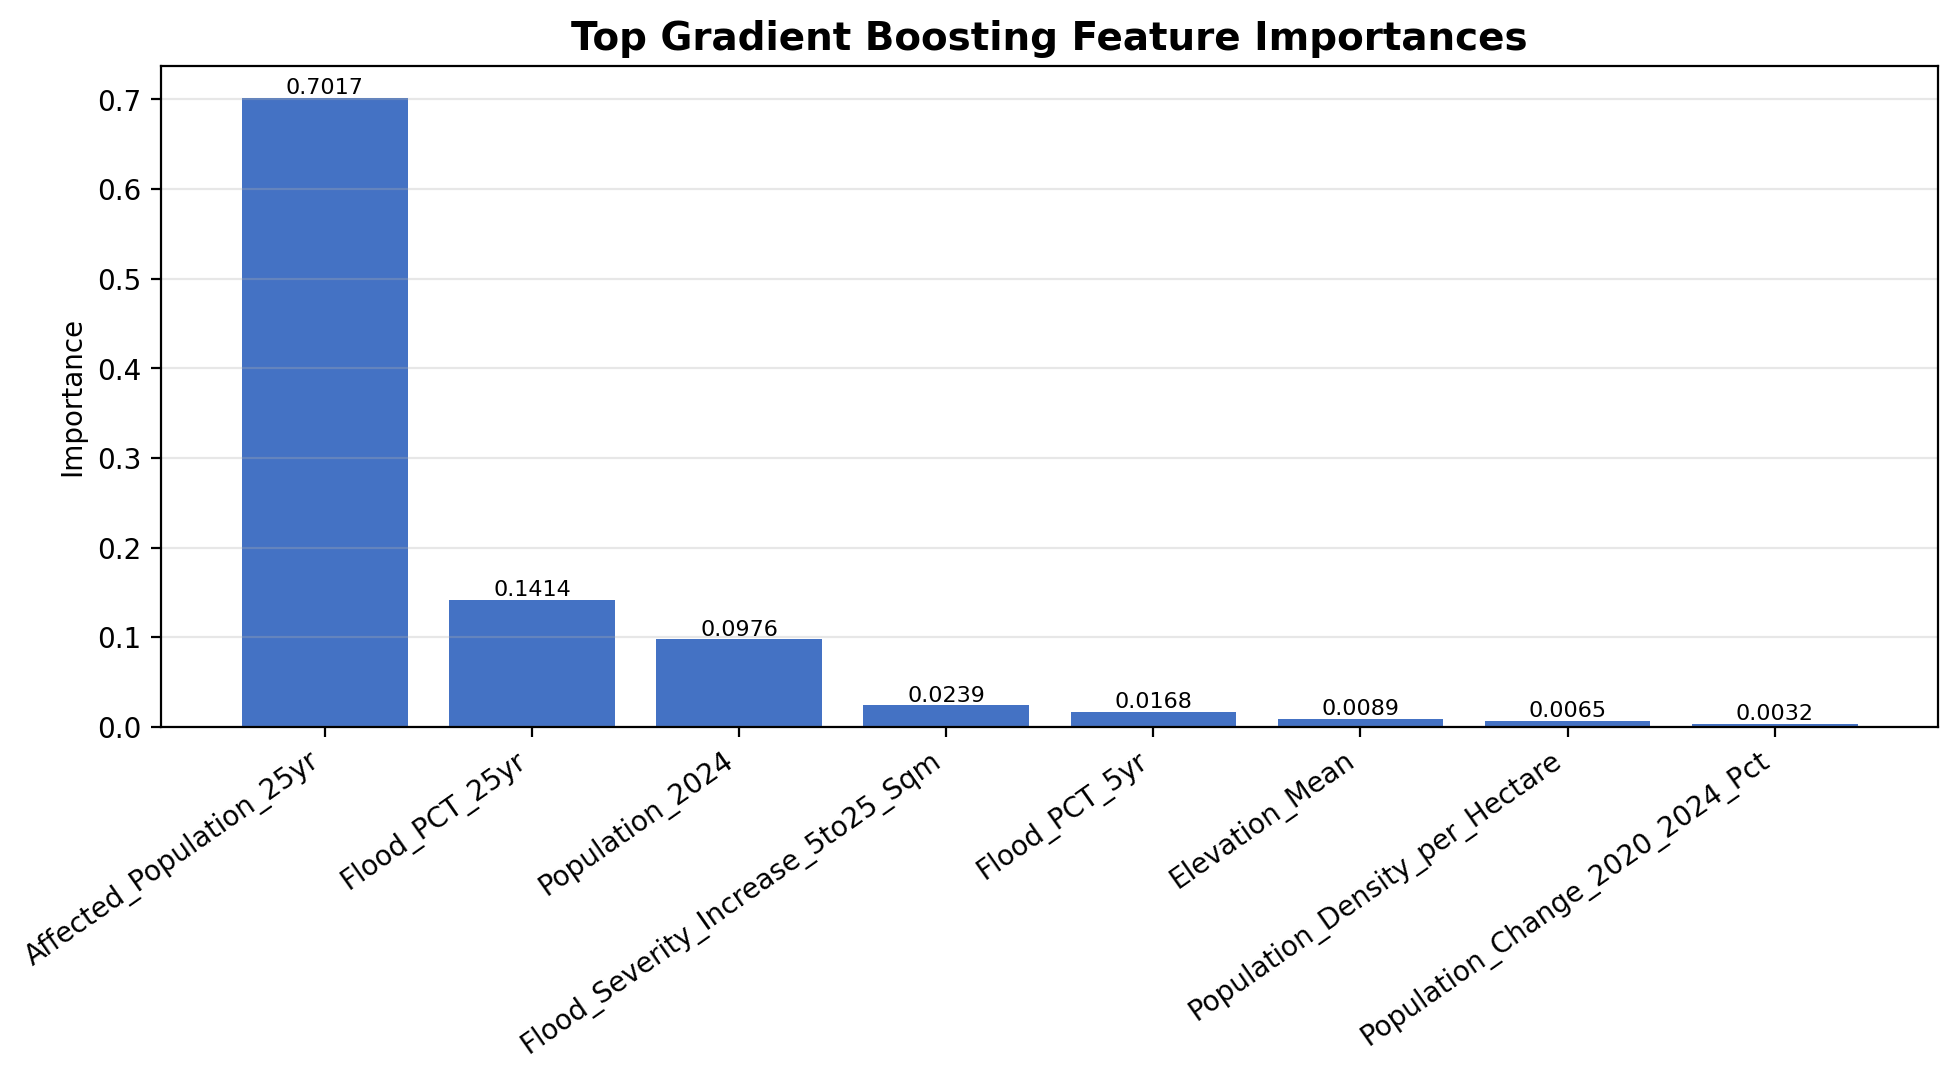 Top Gradient Boosting Feature Importances
Importance
0.7
0.6
0.5
0.4
0.3
0.2
0.1
0.0
0.7017
0.1414
0.0976
0.0239
0.0168
0.0089
0.0065
0.0032
Affected_Population_25yr
Flood_PCT_25yr
Population_2024
Flood_Severity_Increase_5to25_Sqm
Flood_PCT_5yr
Elevation_Mean
Population_Density_per_Hectare
Population_Change_2020_2024_Pct